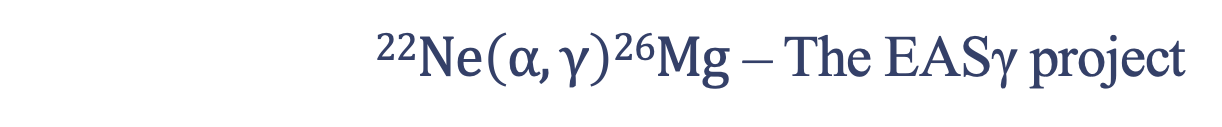 ²²Ne(α, γ)²⁶Mg – The EASγ project